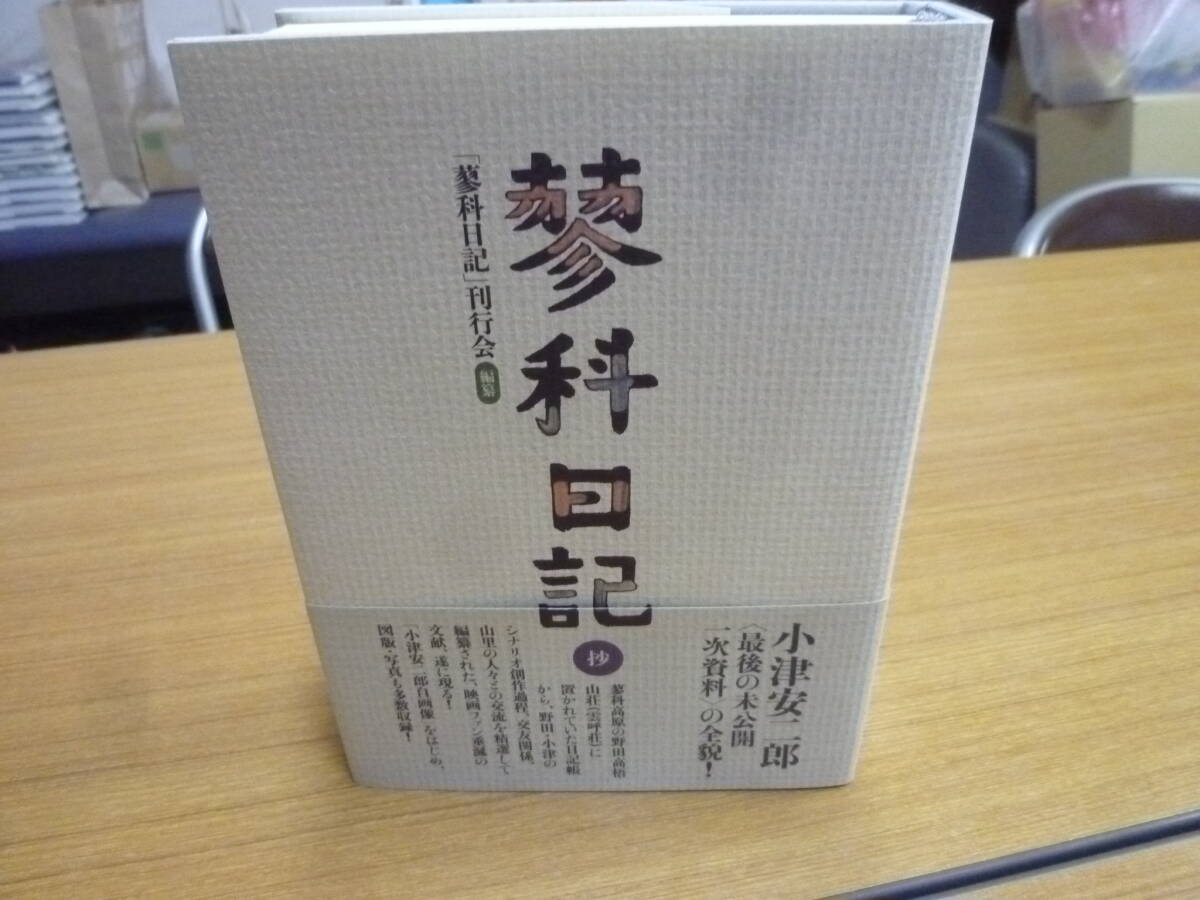 蓼科日記
抄
「蓼科日記」刊行会
編纂
小津安二郎
〈最後の未公開
一次資料〉の全貌！
蓼科高原の野田高梧
山荘（雲呼荘）に
置かれていた日記帳
から、野田・小津の
シナリオ創作過程、交友関係、
山里の人々との交流を精選して
編纂された、映画ファン垂涎の
文献、遂に現る！
「小津安二郎自画像」をはじめ、
図版・写真も多数収録！